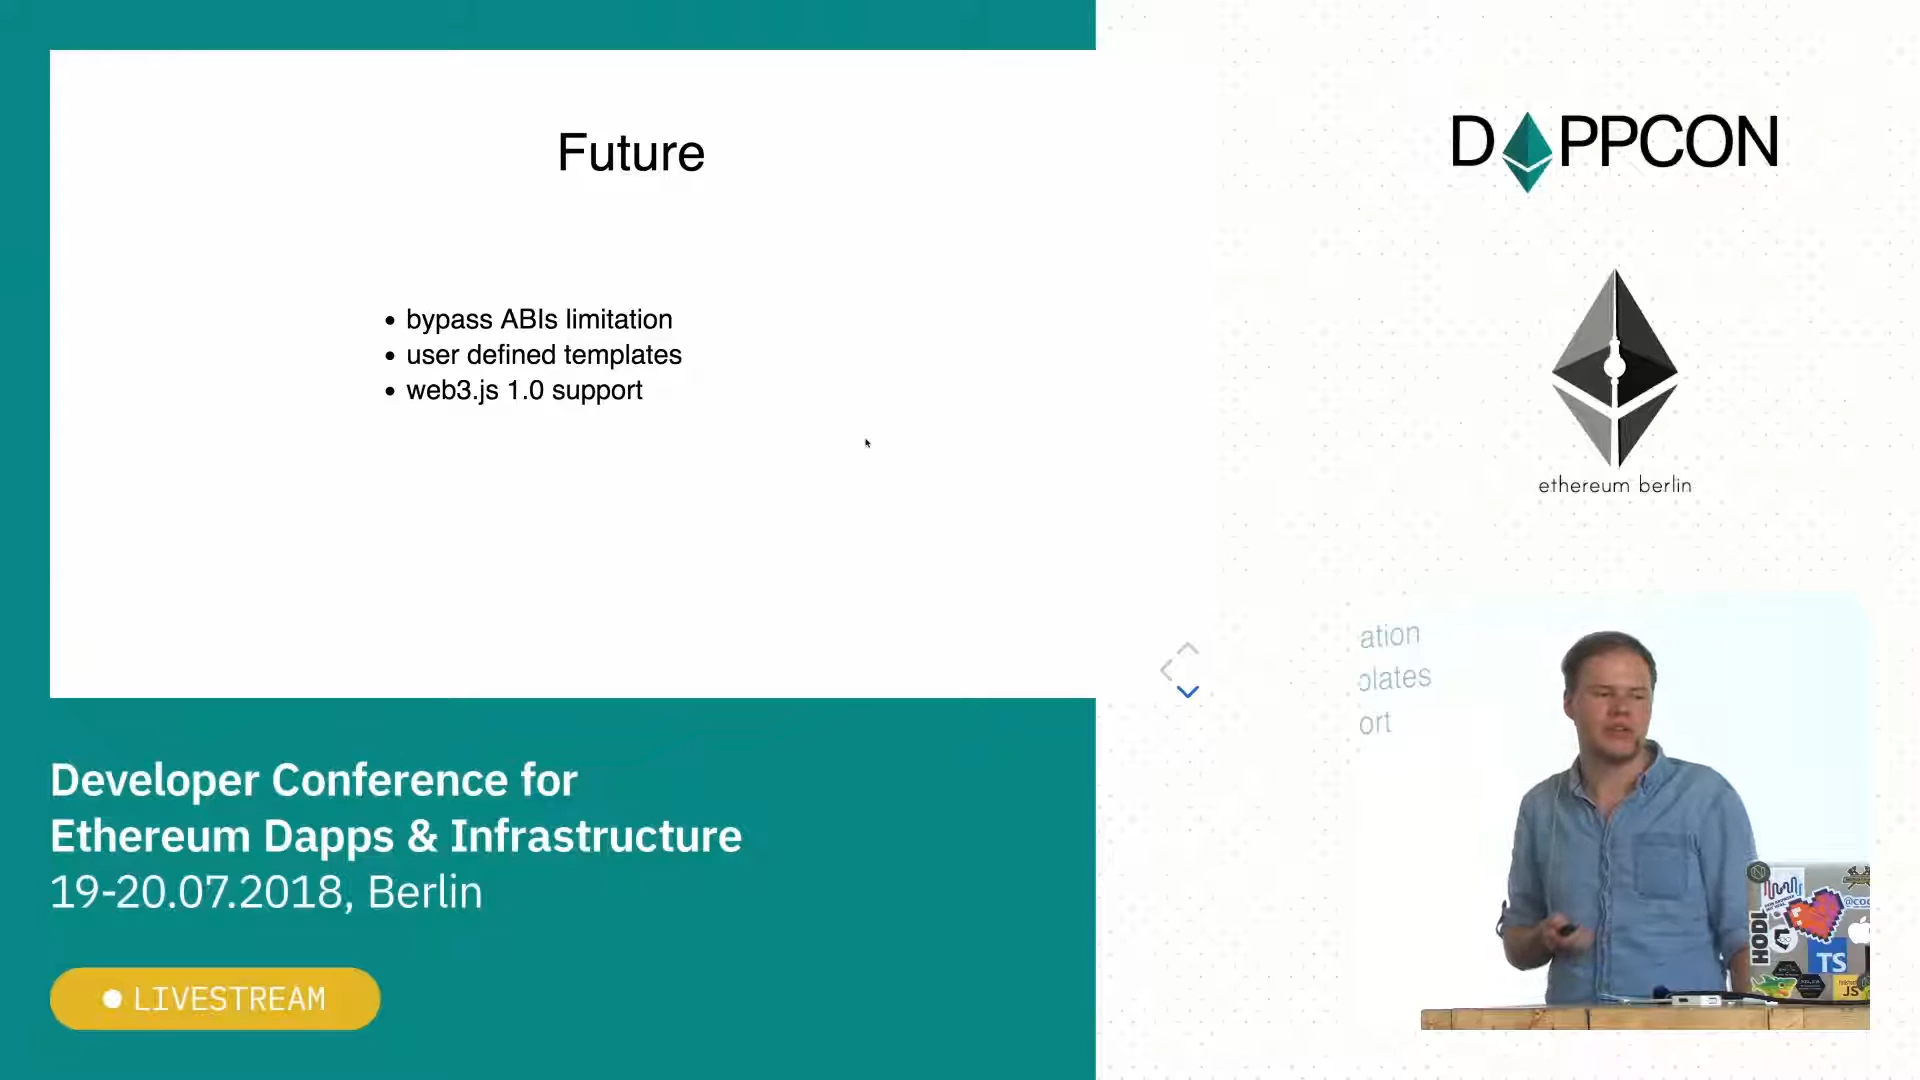 Future
bypass ABIs limitation
user defined templates
web3.js 1.0 support
Developer Conference for
Ethereum Dapps & Infrastructure
19-20.07.2018, Berlin
LIVESTREAM
D PPCON
ethereum berlin
ation
plates
ort
HODL
TS
JS